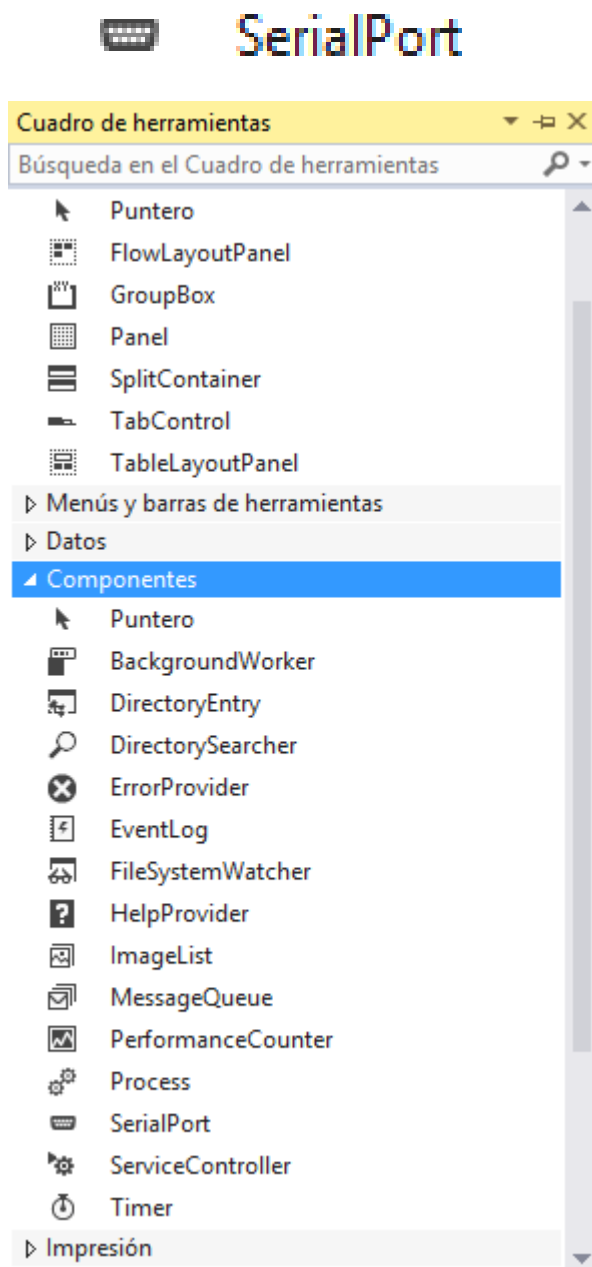 SerialPort
Cuadro de herramientas
Búsqueda en el Cuadro de herramientas
Puntero
FlowLayoutPanel
GroupBox
Panel
SplitContainer
TabControl
TableLayoutPanel
Menús y barras de herramientas
Datos
Componentes
Puntero
BackgroundWorker
DirectoryEntry
DirectorySearcher
ErrorProvider
EventLog
FileSystemWatcher
HelpProvider
ImageList
MessageQueue
PerformanceCounter
Process
SerialPort
ServiceController
Timer
Impresión